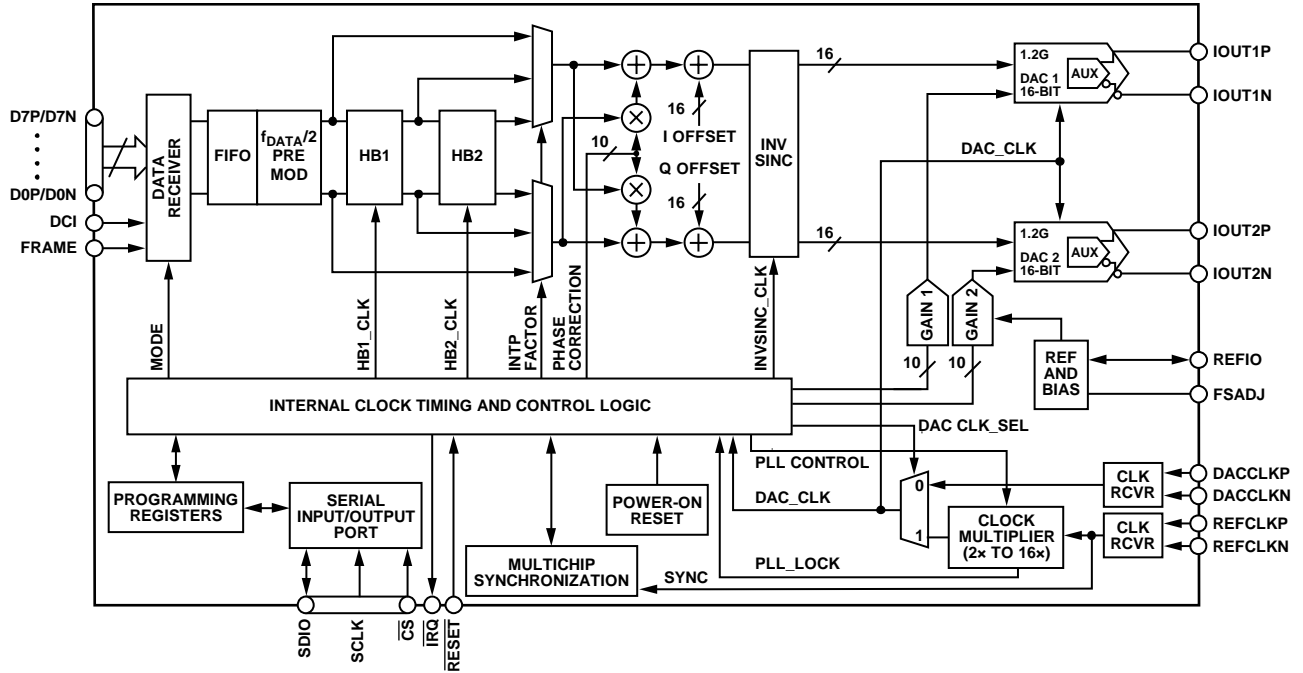 D7P/D7N
D0P/D0N
DCI
FRAME
DATA
RECEIVER
FIFO
fDATA/2
PRE
MOD
HB1
HB2
16
I OFFSET
10
Q OFFSET
16
INV
SINC
16
16
1.2G
DAC 1
16-BIT
AUX
IOUT1P
IOUT1N
DAC_CLK
1.2G
DAC 2
16-BIT
AUX
IOUT2P
IOUT2N
MODE
HB1_CLK
HB2_CLK
INTP
FACTOR
PHASE
CORRECTION
INVSINC_CLK
GAIN 1
GAIN 2
10
10
REF
AND
BIAS
REFIO
FSADJ
INTERNAL CLOCK TIMING AND CONTROL LOGIC
DAC CLK_SEL
PLL CONTROL
DAC_CLK
0
1
CLK
RCVR
DACCLKP
DACCLKN
PROGRAMMING
REGISTERS
SERIAL
INPUT/OUTPUT
PORT
POWER-ON
RESET
CLOCK
MULTIPLIER
(2× TO 16×)
CLK
RCVR
REFCLKP
REFCLKN
MULTICHIP
SYNCHRONIZATION
PLL_LOCK
SYNC
SDIO
SCLK
CS
IRQ
RESET